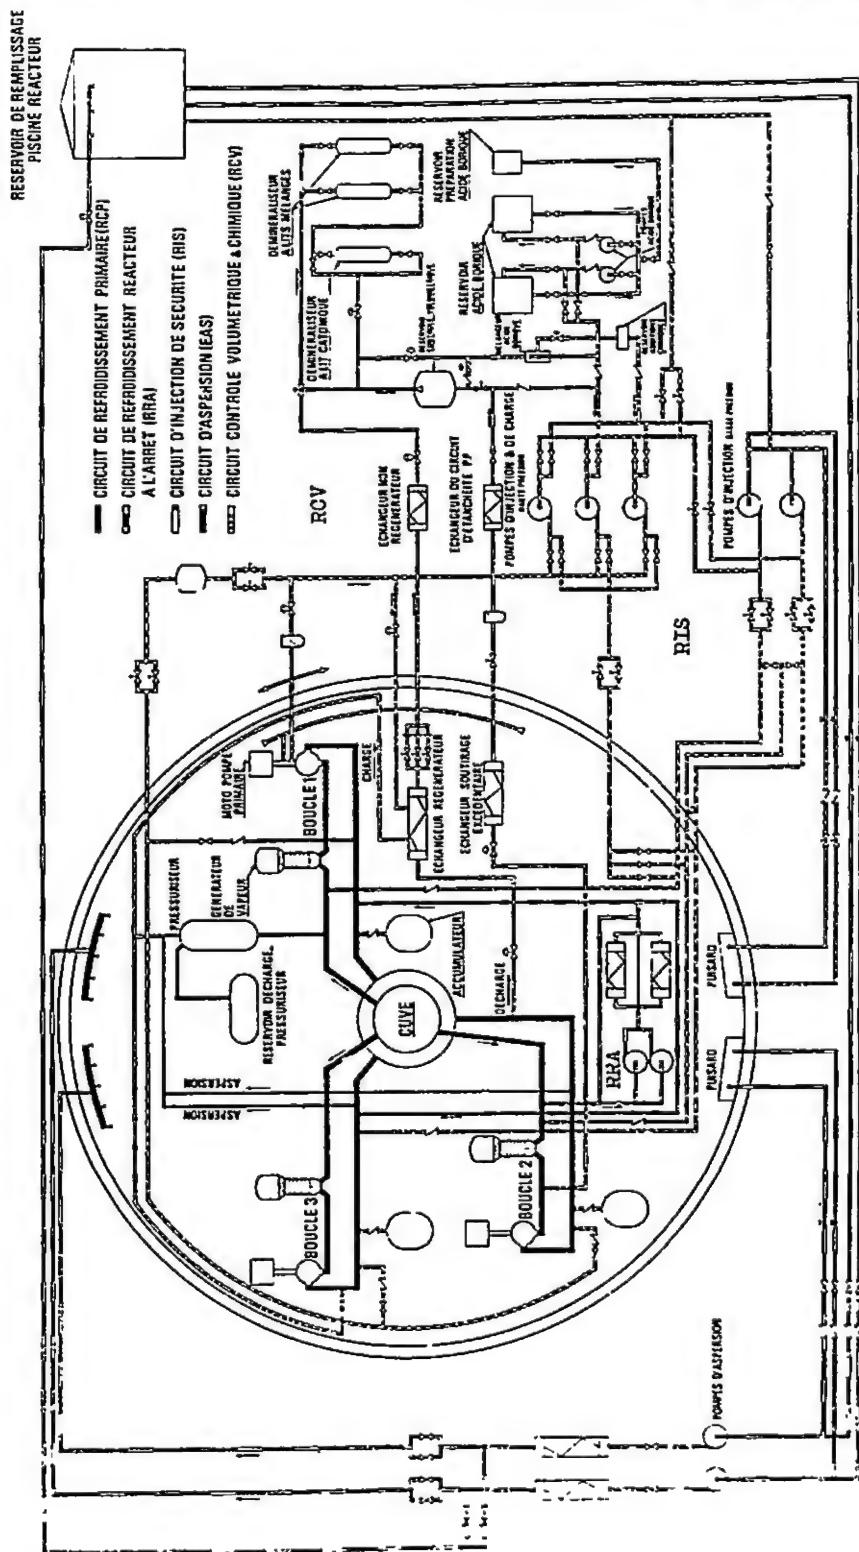 RESERVOIR DE REMPLISSAGE
PISCINE REACTEUR
CIRCUIT DE REFROIDISSEMENT PRIMAIRE (RCP)
CIRCUIT DE REFROIDISSEMENT REACTEUR
A L'ARRET (RRA)
CIRCUIT D'INJECTION DE SECURITE (RIS)
CIRCUIT D'ASPERSION (EAS)
CIRCUIT CONTROLE VOLUMETRIQUE & CHIMIQUE (RCV)
RCV
DEMINERALISEUR
A LITS MELANGES
DEMINERALISEUR
A LIT CATIONIQUE
RESERVOIR
PREPARATION
ACIDE BORIQUE
RESERVOIR
ACIDE BORIQUE
ECHANGEUR NON
REGENERATEUR
ECHANGEUR DU CIRCUIT
D'ETANCHEITE P.P
POMPES D'INJECTION & DE CHARGE
HAUTE PRESSION
POMPES D'INJECTION BASSE PRESSION
RIS
MOTO POMPE
PRIMAIRE
BOUCLE 1
CHARGE
ECHANGEUR REGENERATEUR
ECHANGEUR SOUTIRAGE
EXCEDENTAIRE
PRESSURISEUR
GENERATEUR
DE
VAPEUR
RESERVOIR DECHARGE
PRESSURISEUR
ACCUMULATEUR
DECHARGE
CUVE
ASPERSION
ASPERSION
RRA
PUISARD
PUISARD
BOUCLE 3
BOUCLE 2
POMPES D'ASPERSION